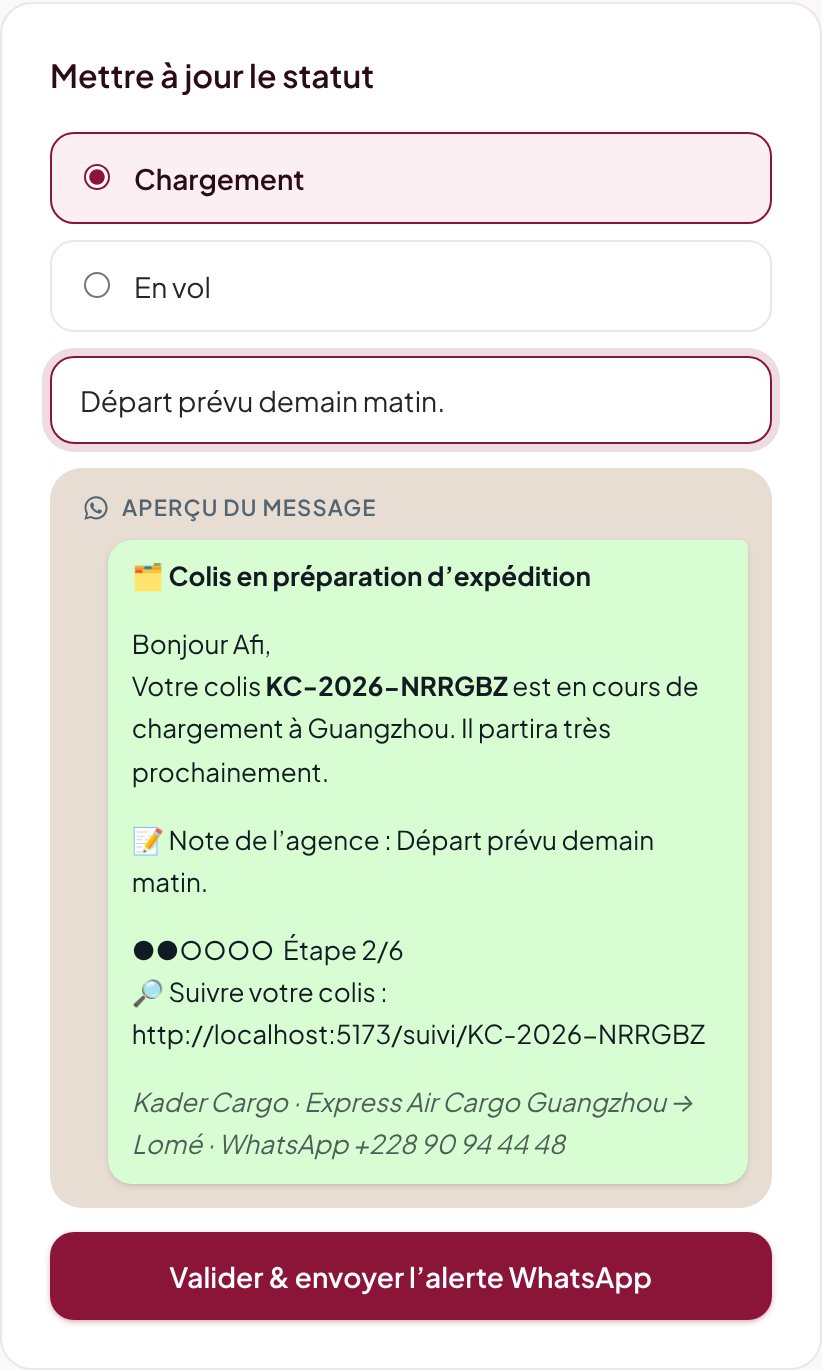 Mettre à jour le statut
Chargement
En vol
Départ prévu demain matin.
APERÇU DU MESSAGE
🗂️ Colis en préparation d’expédition
Bonjour Afi,
Votre colis KC-2026-NRRGBZ est en cours de
chargement à Guangzhou. Il partira très
prochainement.
📝 Note de l’agence : Départ prévu demain
matin.
●●○○○○ Étape 2/6
🔎 Suivre votre colis :
http://localhost:5173/suivi/KC-2026-NRRGBZ
Kader Cargo · Express Air Cargo Guangzhou →
Lomé · WhatsApp +228 90 94 44 48
Valider & envoyer l’alerte WhatsApp